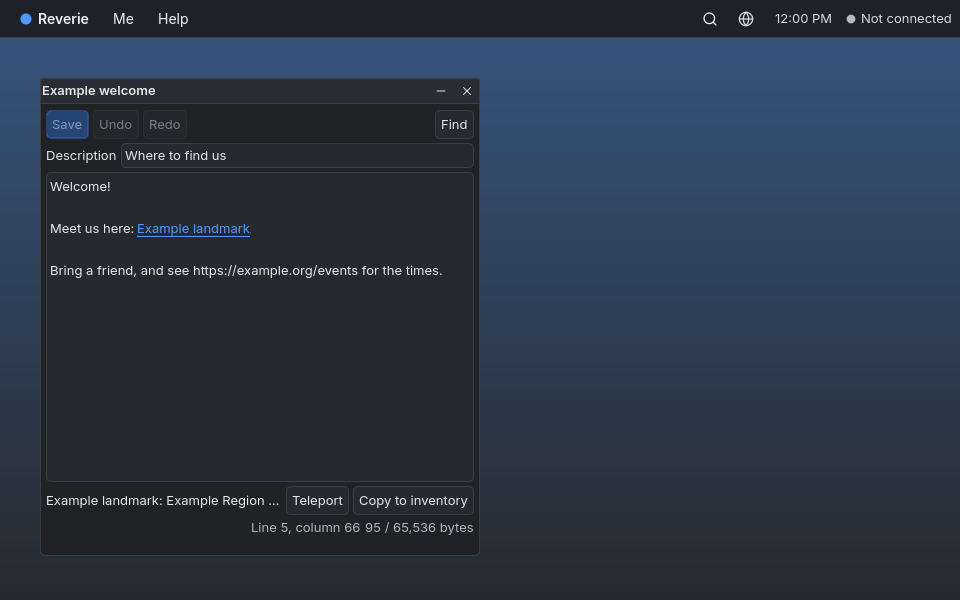 Reverie Me Help 12:00 PM Not connected
Example welcome
Save Undo Redo Find
Description Where to find us
Welcome!
Meet us here: Example landmark
Bring a friend, and see https://example.org/events for the times.
Example landmark: Example Region ... Teleport Copy to inventory
Line 5, column 66 95 / 65,536 bytes